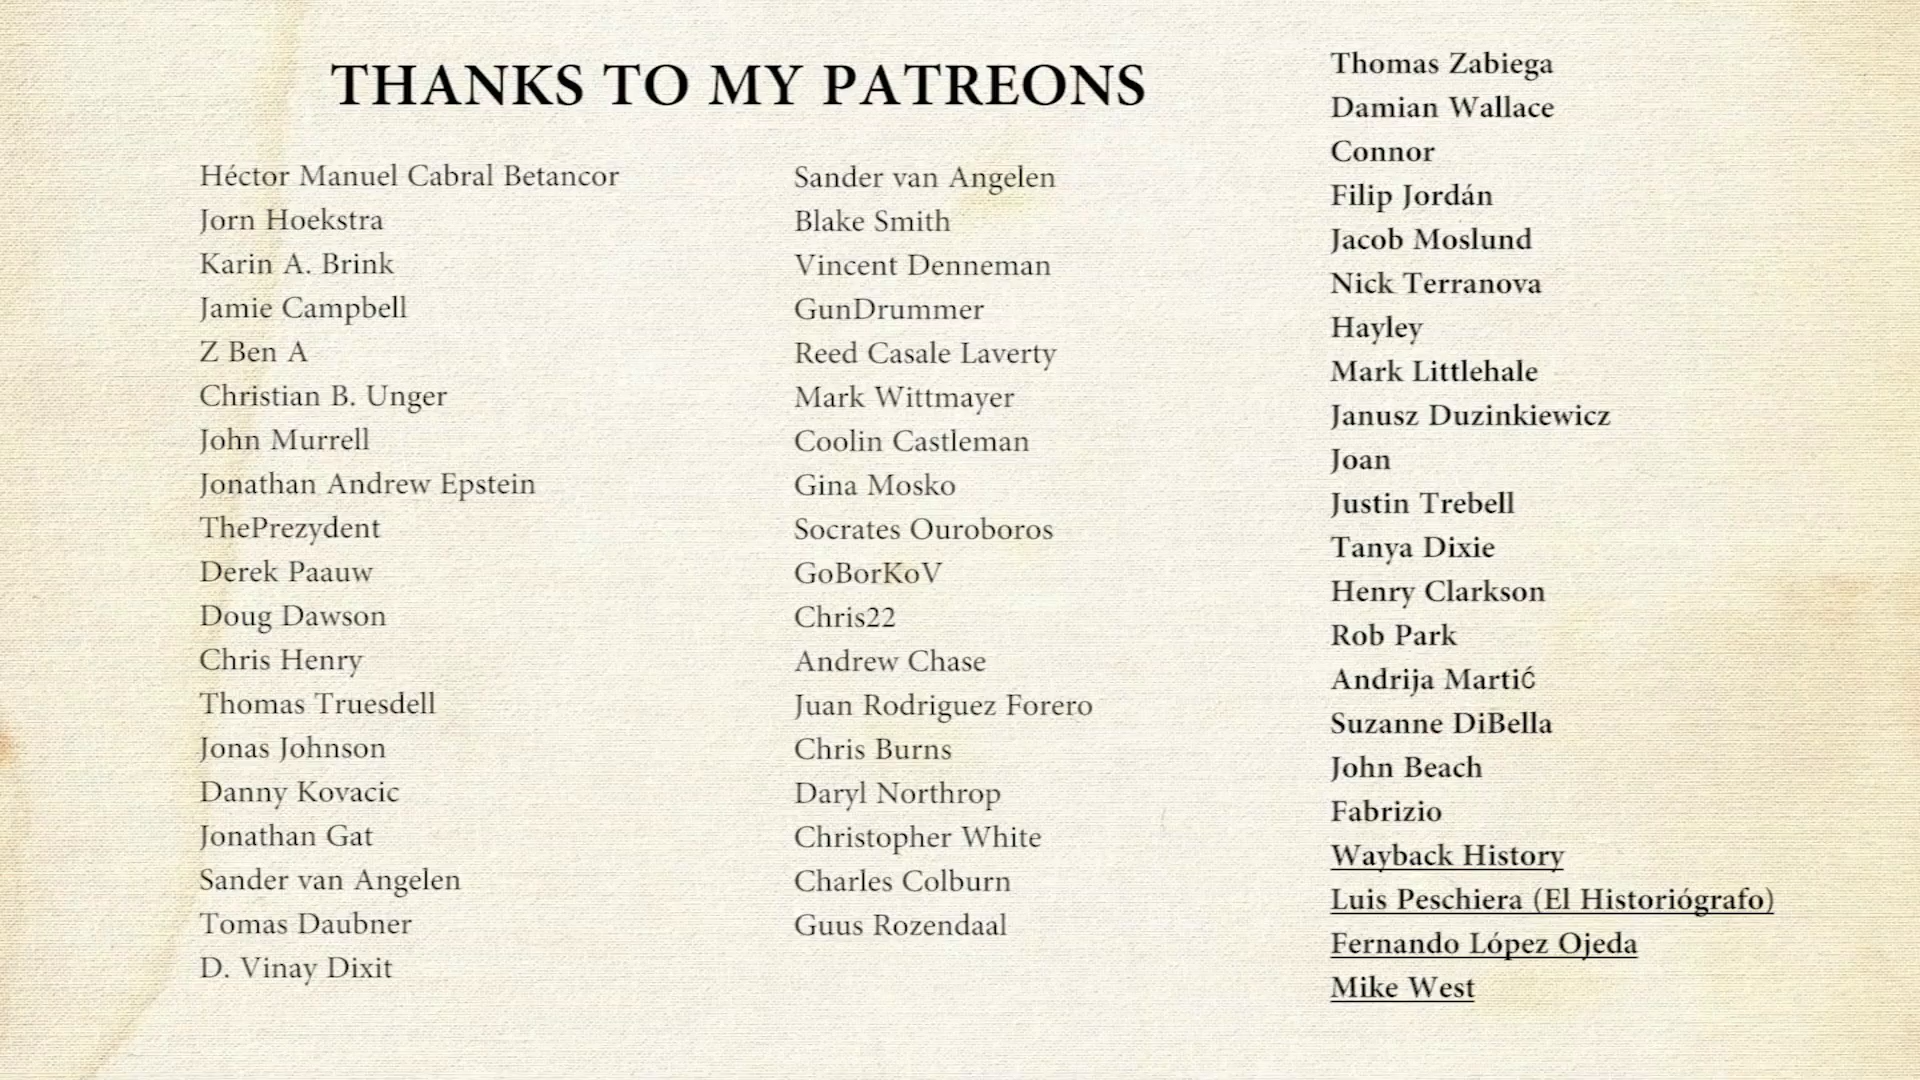 THANKS TO MY PATREONS
Héctor Manuel Cabral Betancor
Jorn Hoekstra
Karin A. Brink
Jamie Campbell
Z Ben A
Christian B. Unger
John Murrell
Jonathan Andrew Epstein
ThePrezydent
Derek Paauw
Doug Dawson
Chris Henry
Thomas Truesdell
Jonas Johnson
Danny Kovacic
Jonathan Gat
Sander van Angelen
Tomas Daubner
D. Vinay Dixit
Sander van Angelen
Blake Smith
Vincent Denneman
GunDrummer
Reed Casale Laverty
Mark Wittmayer
Coolin Castleman
Gina Mosko
Socrates Ouroboros
GoBorKoV
Chris22
Andrew Chase
Juan Rodriguez Forero
Chris Burns
Daryl Northrop
Christopher White
Charles Colburn
Guus Rozendaal
Thomas Zabiega
Damian Wallace
Connor
Filip Jordán
Jacob Moslund
Nick Terranova
Hayley
Mark Littlehale
Janusz Duzinkiewicz
Joan
Justin Trebell
Tanya Dixie
Henry Clarkson
Rob Park
Andrija Martić
Suzanne DiBella
John Beach
Fabrizio
Wayback History
Luis Peschiera (El Historiógrafo)
Fernando López Ojeda
Mike West